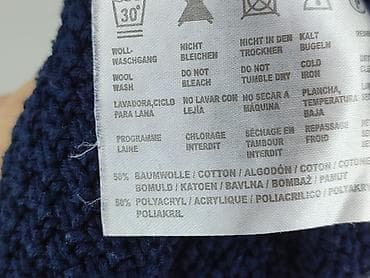 30°
WOLL- NICHT NICHT IN DEN KALT
WASCHGANG BLEICHEN TROCKNER BÜGELN
WOOL DO NOT DO NOT COLD
WASH BLEACH TUMBLE DRY IRON
LAVADORA,CICLO NO LAVAR CON NO SECAR A PLANCHA,
PARA LANA LEJÍA MÁQUINA TEMPERATURA
BAJA
PROGRAMME CHLORAGE SÉCHAGE EN REPASSAGE
LAINE INTERDIT TAMBOUR FROID
INTERDIT
50% BAUMWOLLE / COTTON / ALGODÓN / COTTON / COTONE
BOMULD / KATOEN / BAVLNA / BOMBAŽ / PAMUT
50% POLYACRYL / ACRYLIQUE / POLIACRILICO / POLYAKRY
POLIAKRIL